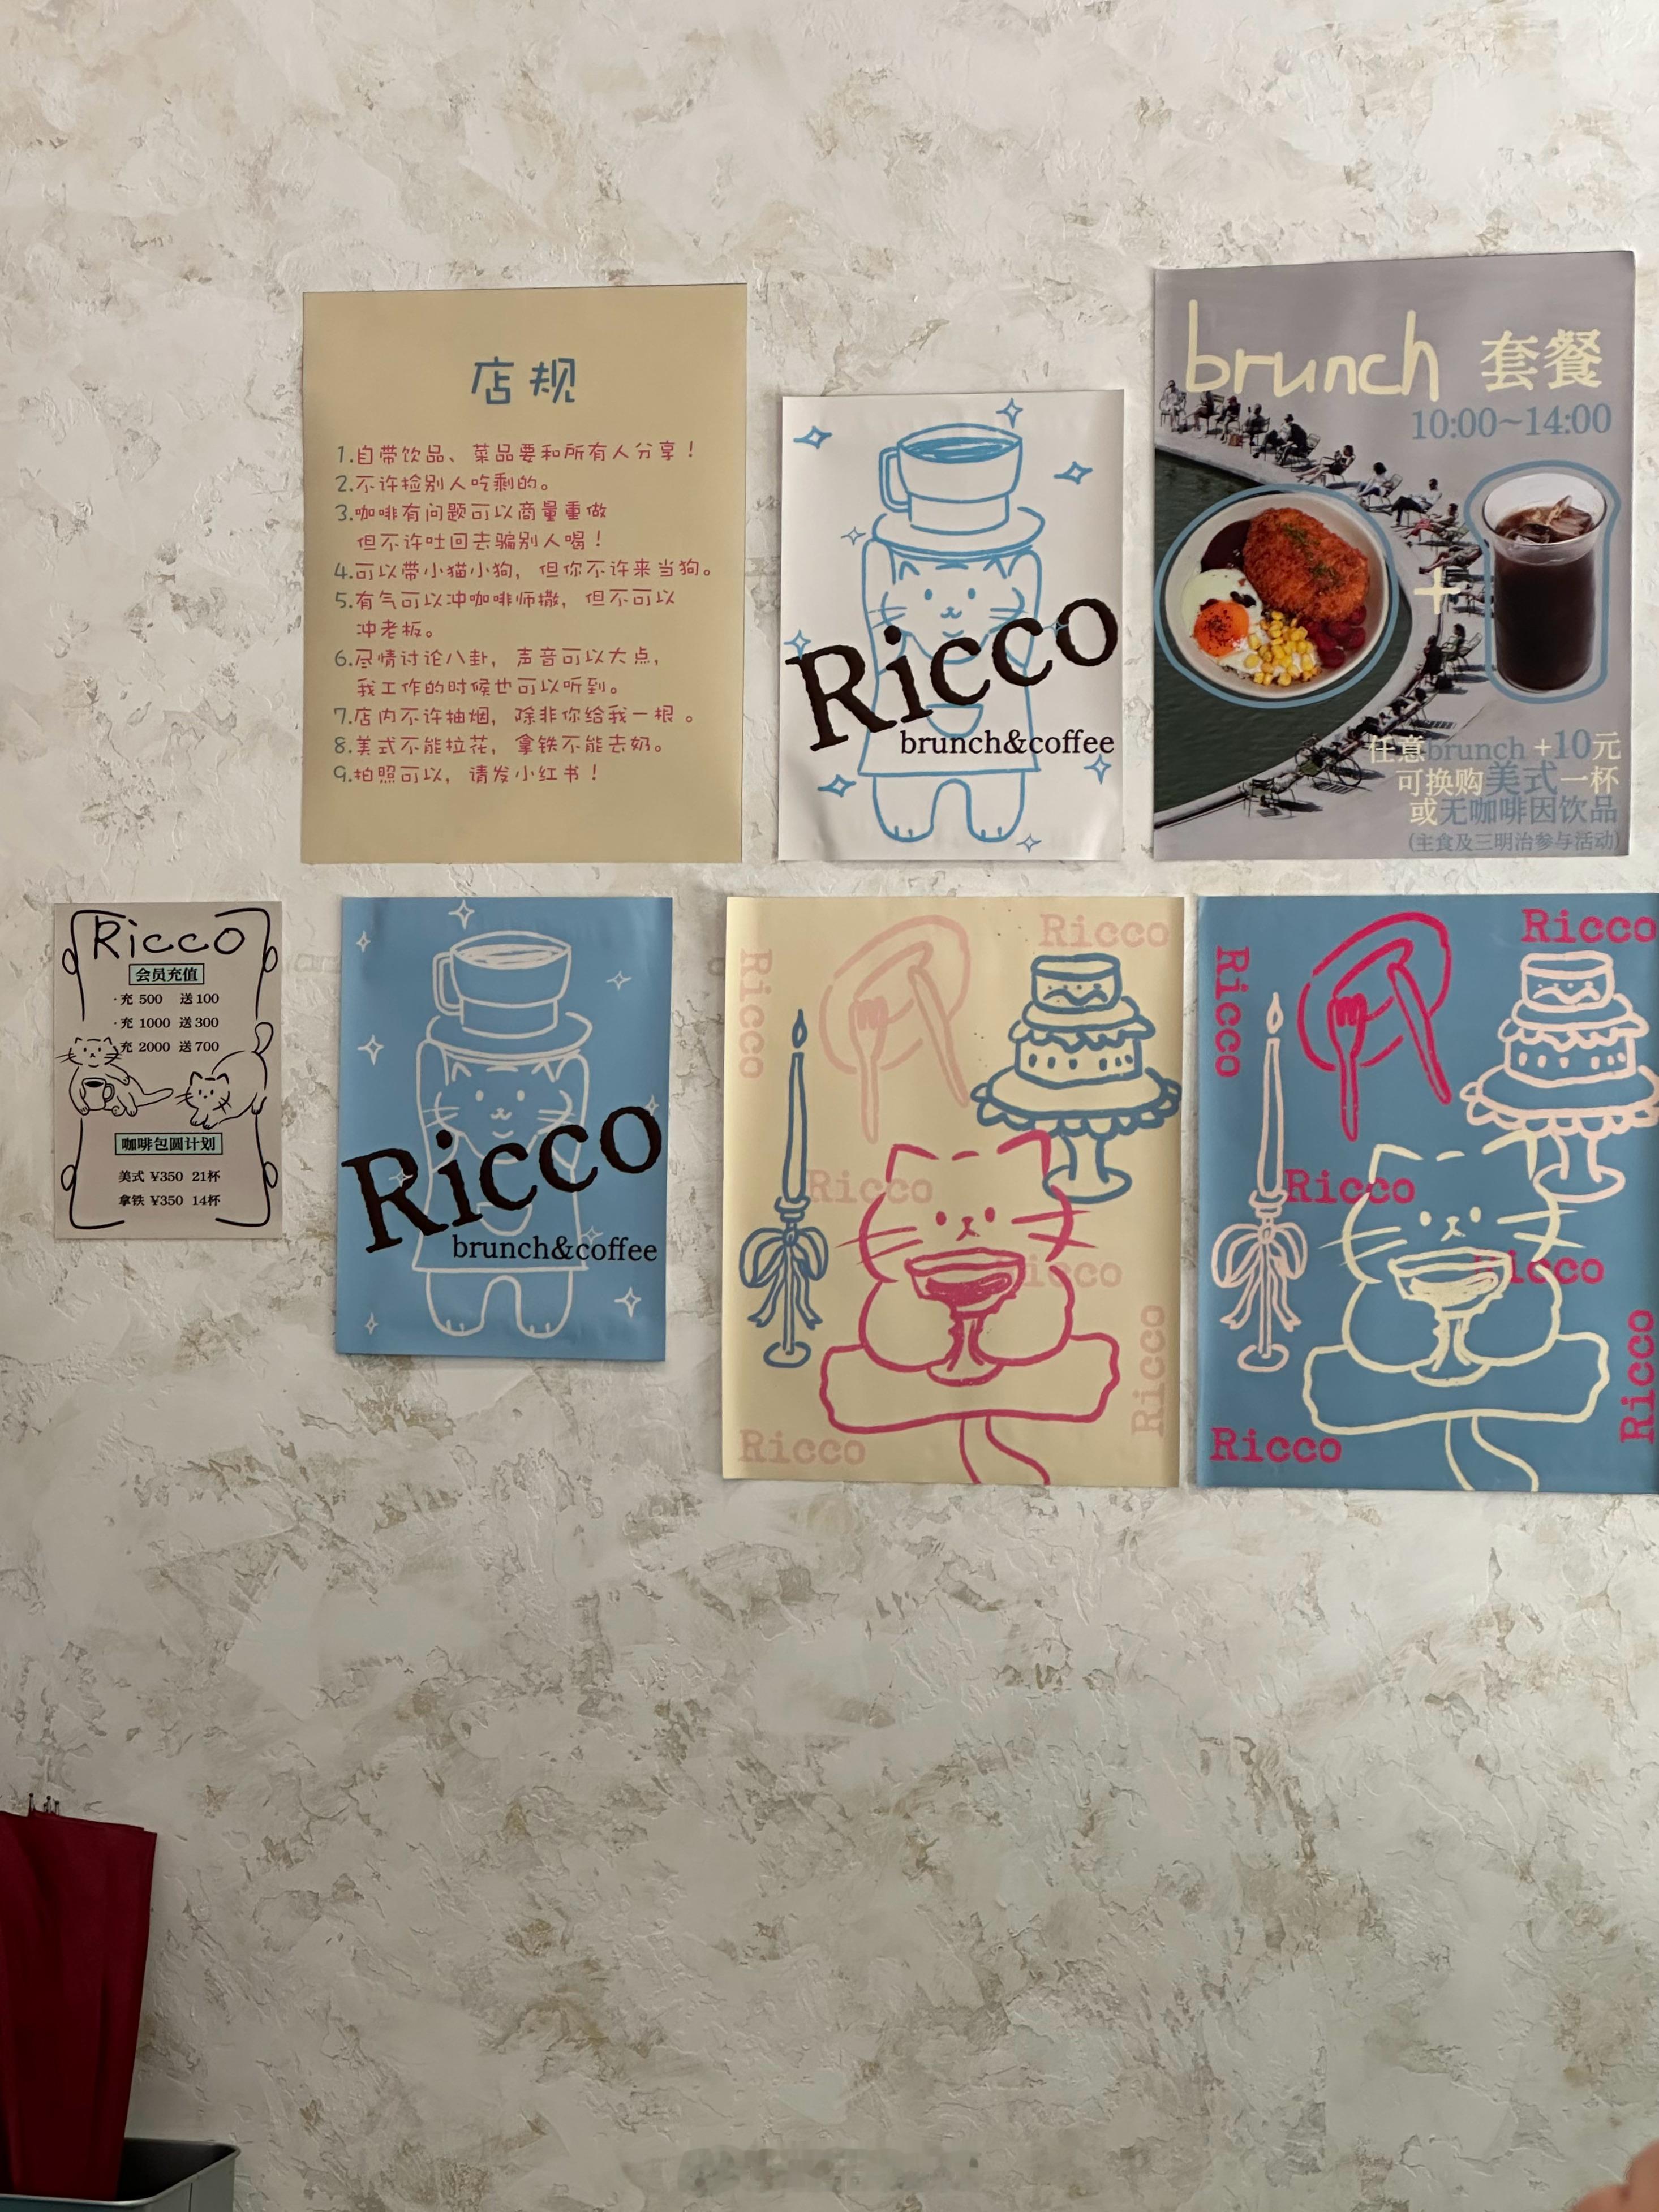 店规
1.自带饮品、菜品要和所有人分享！
2.不许捡别人吃剩的。
3.咖啡有问题可以商量重做
但不许吐回去骗别人喝！
4.可以带小猫小狗，但你不许来当狗。
5.有气可以冲咖啡师撒，但不可以
冲老板。
6.尽情讨论八卦，声音可以大点，
我工作的时候也可以听到。
7.店内不许抽烟，除非你给我一根。
8.美式不能拉花，拿铁不能去奶。
9.拍照可以，请发小红书！
Ricco
brunch&coffee
brunch 套餐
10:00~14:00
+
任意brunch +10元
可换购美式一杯
或无咖啡因饮品
(主食及三明治参与活动)
Ricco
会员充值
·充 500 送100
·充 1000 送300
充 2000 送700
咖啡包圆计划
美式 ¥350 21杯
拿铁 ¥350 14杯
Ricco
brunch&coffee
Ricco
Ricco
Ricco
Ricco
Ricco
Ricco
Ricco
Ricco
Ricco
Ricco
Ricco
Ricco